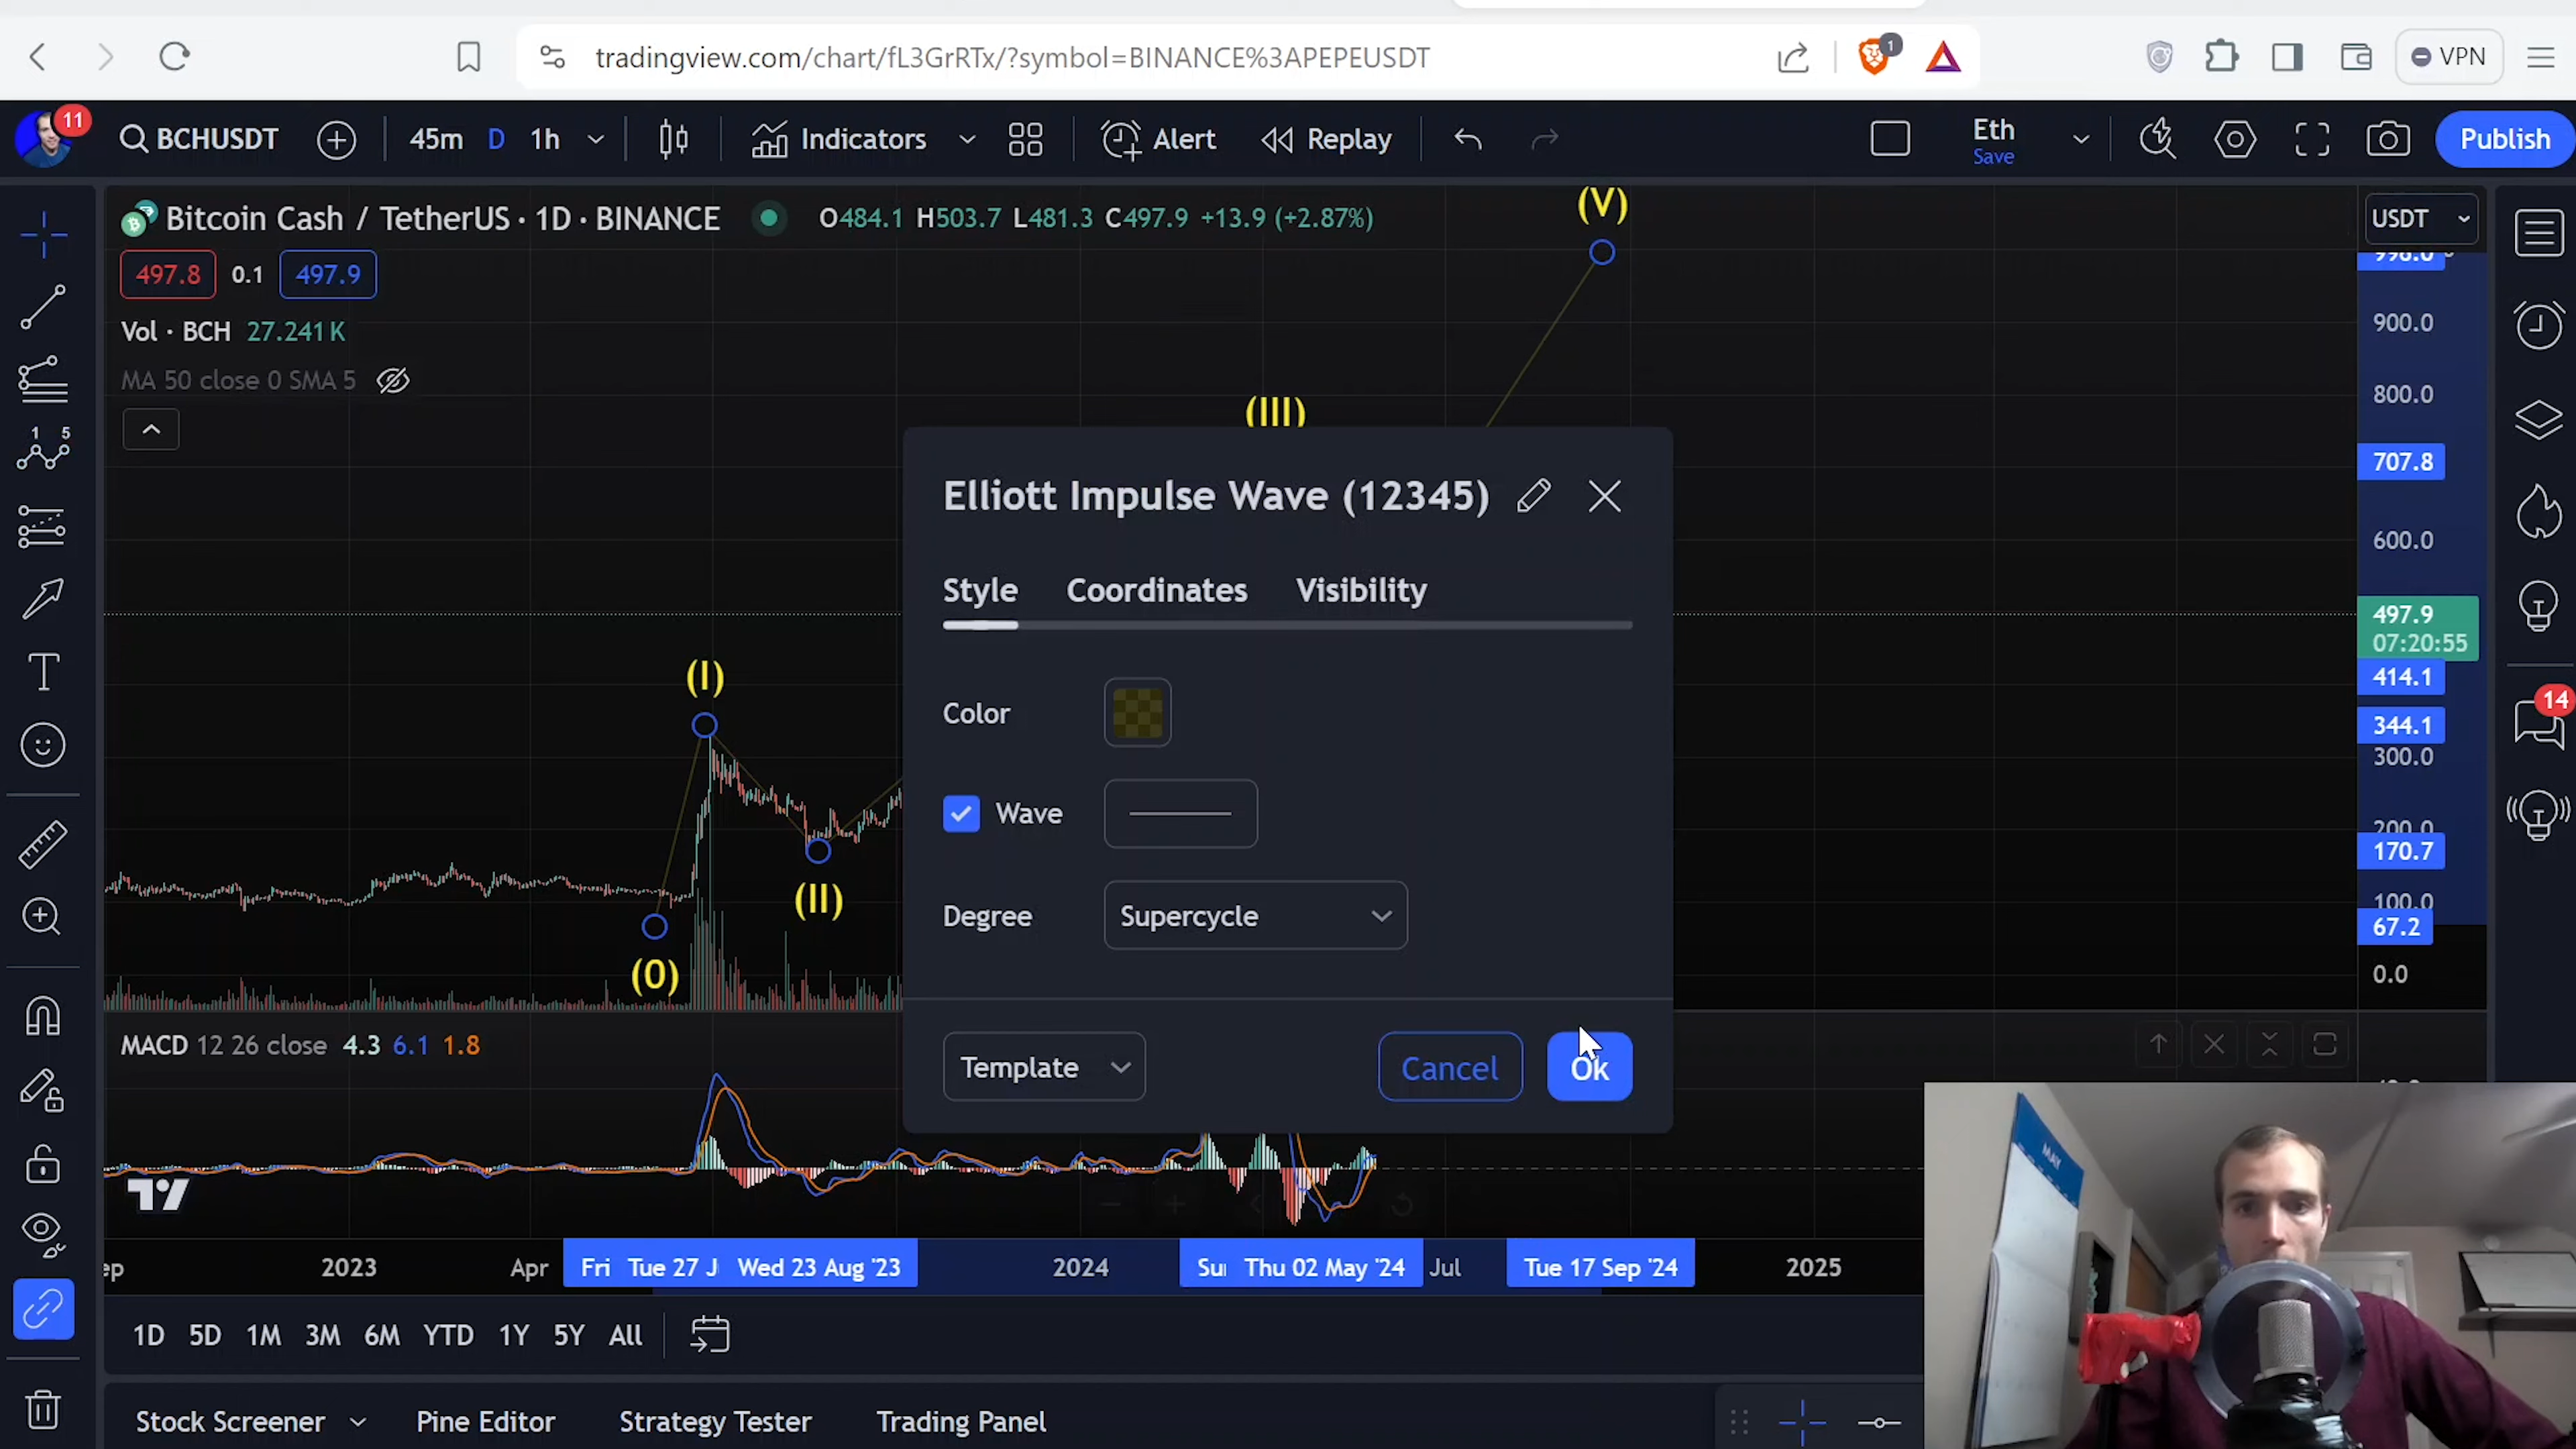 tradingview.com/chart/fL3GrRTx/?symbol=BINANCE%3APEPEUSDT
1
VPN
11
BCHUSDT
45m D 1h
Indicators
Alert
Replay
Eth
Save
Publish
Bitcoin Cash / TetherUS · 1D · BINANCE
O484.1 H503.7 L481.3 C497.9 +13.9 (+2.87%)
USDT
497.8 0.1 497.9
Vol · BCH 27.241 K
MA 50 close 0 SMA 5
1 5
(V)
(III)
(I)
(II)
(0)
998.0
900.0
800.0
707.8
600.0
497.9
07:20:55
414.1
344.1
300.0
200.0
170.7
100.0
67.2
0.0
14
Elliott Impulse Wave (12345)
Style Coordinates Visibility
Color
Wave
Degree Supercycle
Template
Cancel
Ok
MACD 12 26 close 4.3 6.1 1.8
2023 Apr Fri Tue 27 J Wed 23 Aug '23 2024 Thu 02 May '24 Jul Tue 17 Sep '24 2025
1D 5D 1M 3M 6M YTD 1Y 5Y All
Stock Screener Pine Editor Strategy Tester Trading Panel
MAY